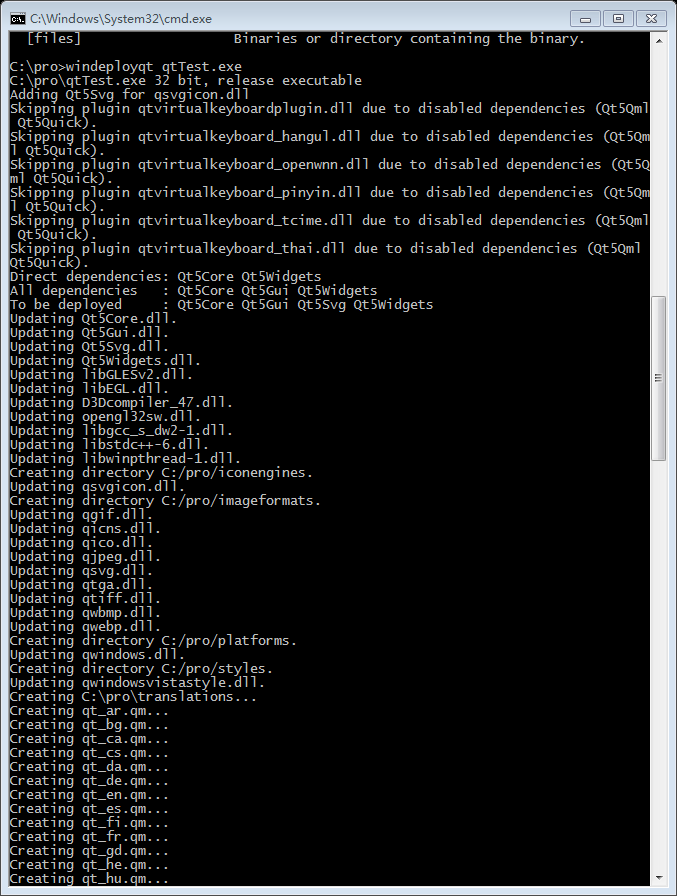 C:\Windows\System32\cmd.exe
[files]                   Binaries or directory containing the binary.
C:\pro>windeployqt qtTest.exe
C:\pro\qtTest.exe 32 bit, release executable
Adding Qt5Svg for qsvgicon.dll
Skipping plugin qtvirtualkeyboardplugin.dll due to disabled dependencies (Qt5Qml
 Qt5Quick).
Skipping plugin qtvirtualkeyboard_hangul.dll due to disabled dependencies (Qt5Qm
l Qt5Quick).
Skipping plugin qtvirtualkeyboard_openwnn.dll due to disabled dependencies (Qt5Q
ml Qt5Quick).
Skipping plugin qtvirtualkeyboard_pinyin.dll due to disabled dependencies (Qt5Qm
l Qt5Quick).
Skipping plugin qtvirtualkeyboard_tcime.dll due to disabled dependencies (Qt5Qml
 Qt5Quick).
Skipping plugin qtvirtualkeyboard_thai.dll due to disabled dependencies (Qt5Qml
Qt5Quick).
Direct dependencies: Qt5Core Qt5Widgets
All dependencies   : Qt5Core Qt5Gui Qt5Widgets
To be deployed     : Qt5Core Qt5Gui Qt5Svg Qt5Widgets
Updating Qt5Core.dll.
Updating Qt5Gui.dll.
Updating Qt5Svg.dll.
Updating Qt5Widgets.dll.
Updating libGLESv2.dll.
Updating libEGL.dll.
Updating D3Dcompiler_47.dll.
Updating opengl32sw.dll.
Updating libgcc_s_dw2-1.dll.
Updating libstdc++-6.dll.
Updating libwinpthread-1.dll.
Creating directory C:/pro/iconengines.
Updating qsvgicon.dll.
Creating directory C:/pro/imageformats.
Updating qgif.dll.
Updating qicns.dll.
Updating qico.dll.
Updating qjpeg.dll.
Updating qsvg.dll.
Updating qtga.dll.
Updating qtiff.dll.
Updating qwbmp.dll.
Updating qwebp.dll.
Creating directory C:/pro/platforms.
Updating qwindows.dll.
Creating directory C:/pro/styles.
Updating qwindowsvistastyle.dll.
Creating C:\pro\translations...
Creating qt_ar.qm...
Creating qt_bg.qm...
Creating qt_ca.qm...
Creating qt_cs.qm...
Creating qt_da.qm...
Creating qt_de.qm...
Creating qt_en.qm...
Creating qt_es.qm...
Creating qt_fi.qm...
Creating qt_fr.qm...
Creating qt_gd.qm...
Creating qt_he.qm...
Creating qt_hu.qm...